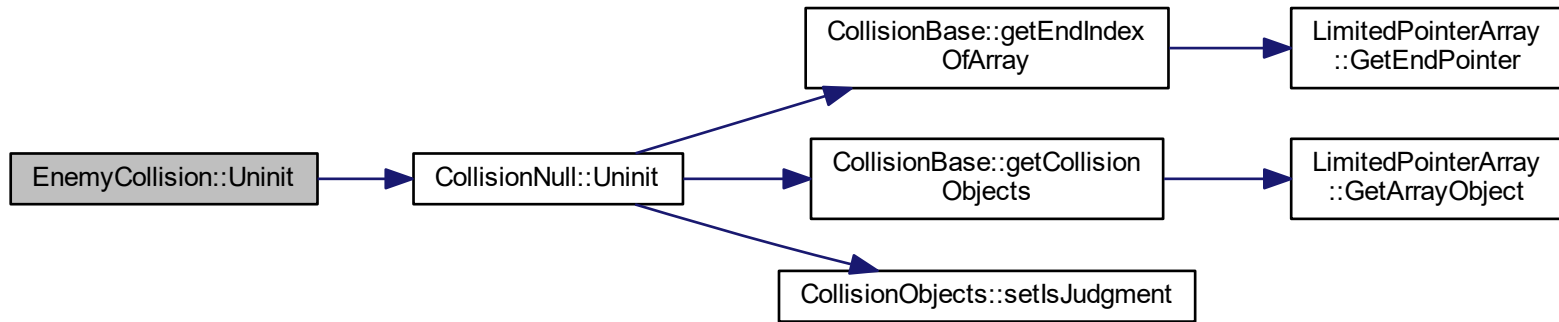 EnemyCollision::Uninit
CollisionNull::Uninit
CollisionBase::getEndIndex
OfArray
LimitedPointerArray
::GetEndPointer
CollisionBase::getCollision
Objects
LimitedPointerArray
::GetArrayObject
CollisionObjects::setIsJudgment